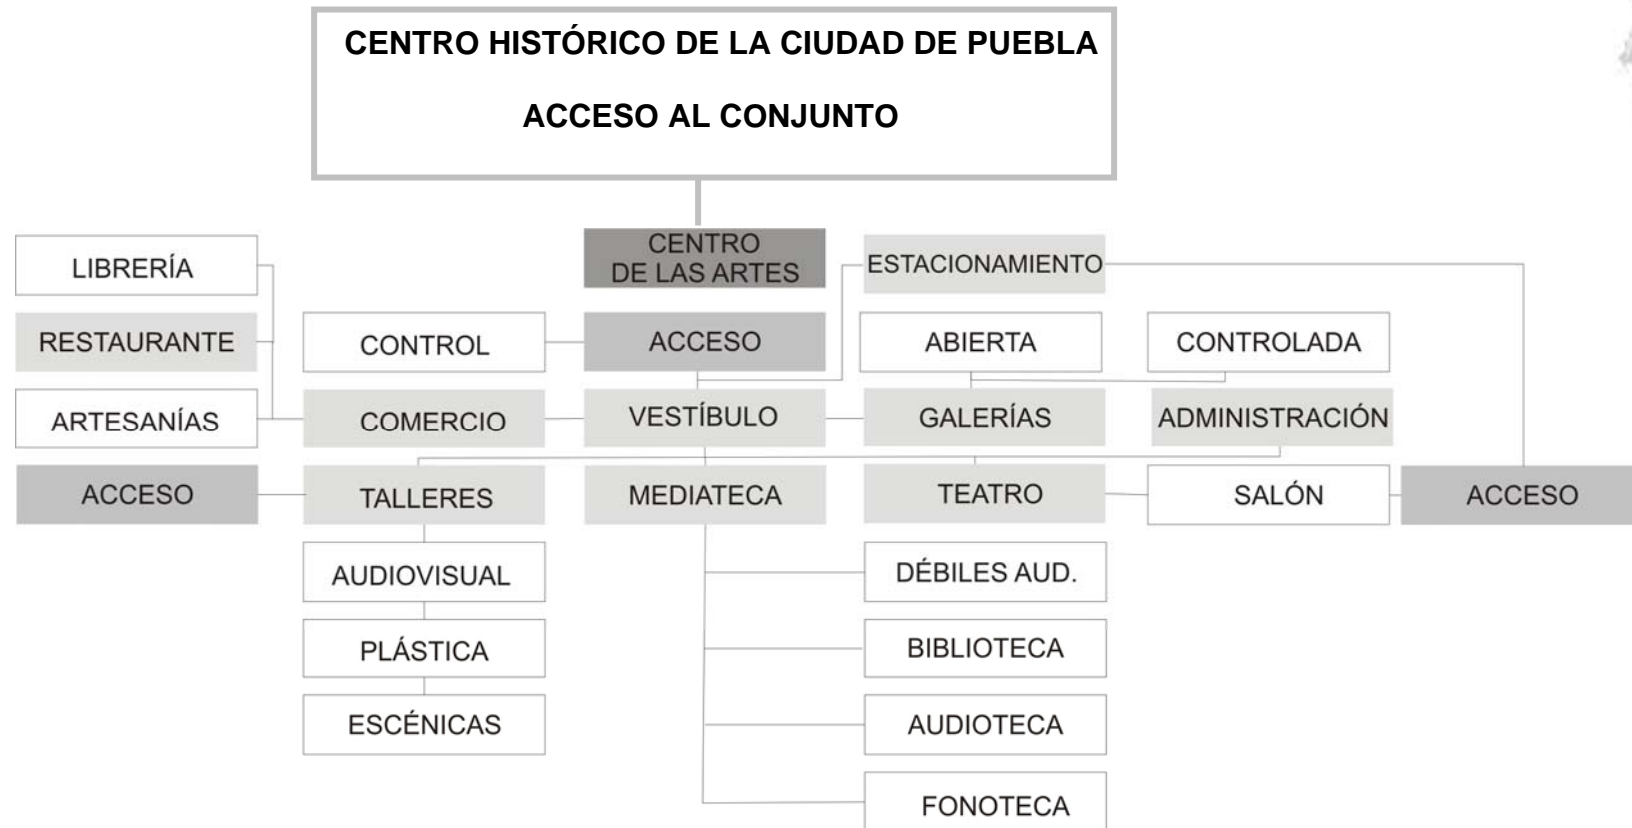 CENTRO HISTÓRICO DE LA CIUDAD DE PUEBLA
ACCESO AL CONJUNTO
CENTRO
DE LAS ARTES
ESTACIONAMIENTO
LIBRERÍA
RESTAURANTE
CONTROL
ACCESO
ABIERTA
CONTROLADA
ARTESANÍAS
COMERCIO
VESTÍBULO
GALERÍAS
ADMINISTRACIÓN
ACCESO
TALLERES
MEDIATECA
TEATRO
SALÓN
ACCESO
AUDIOVISUAL
DÉBILES AUD.
PLÁSTICA
BIBLIOTECA
ESCÉNICAS
AUDIOTECA
FONOTECA